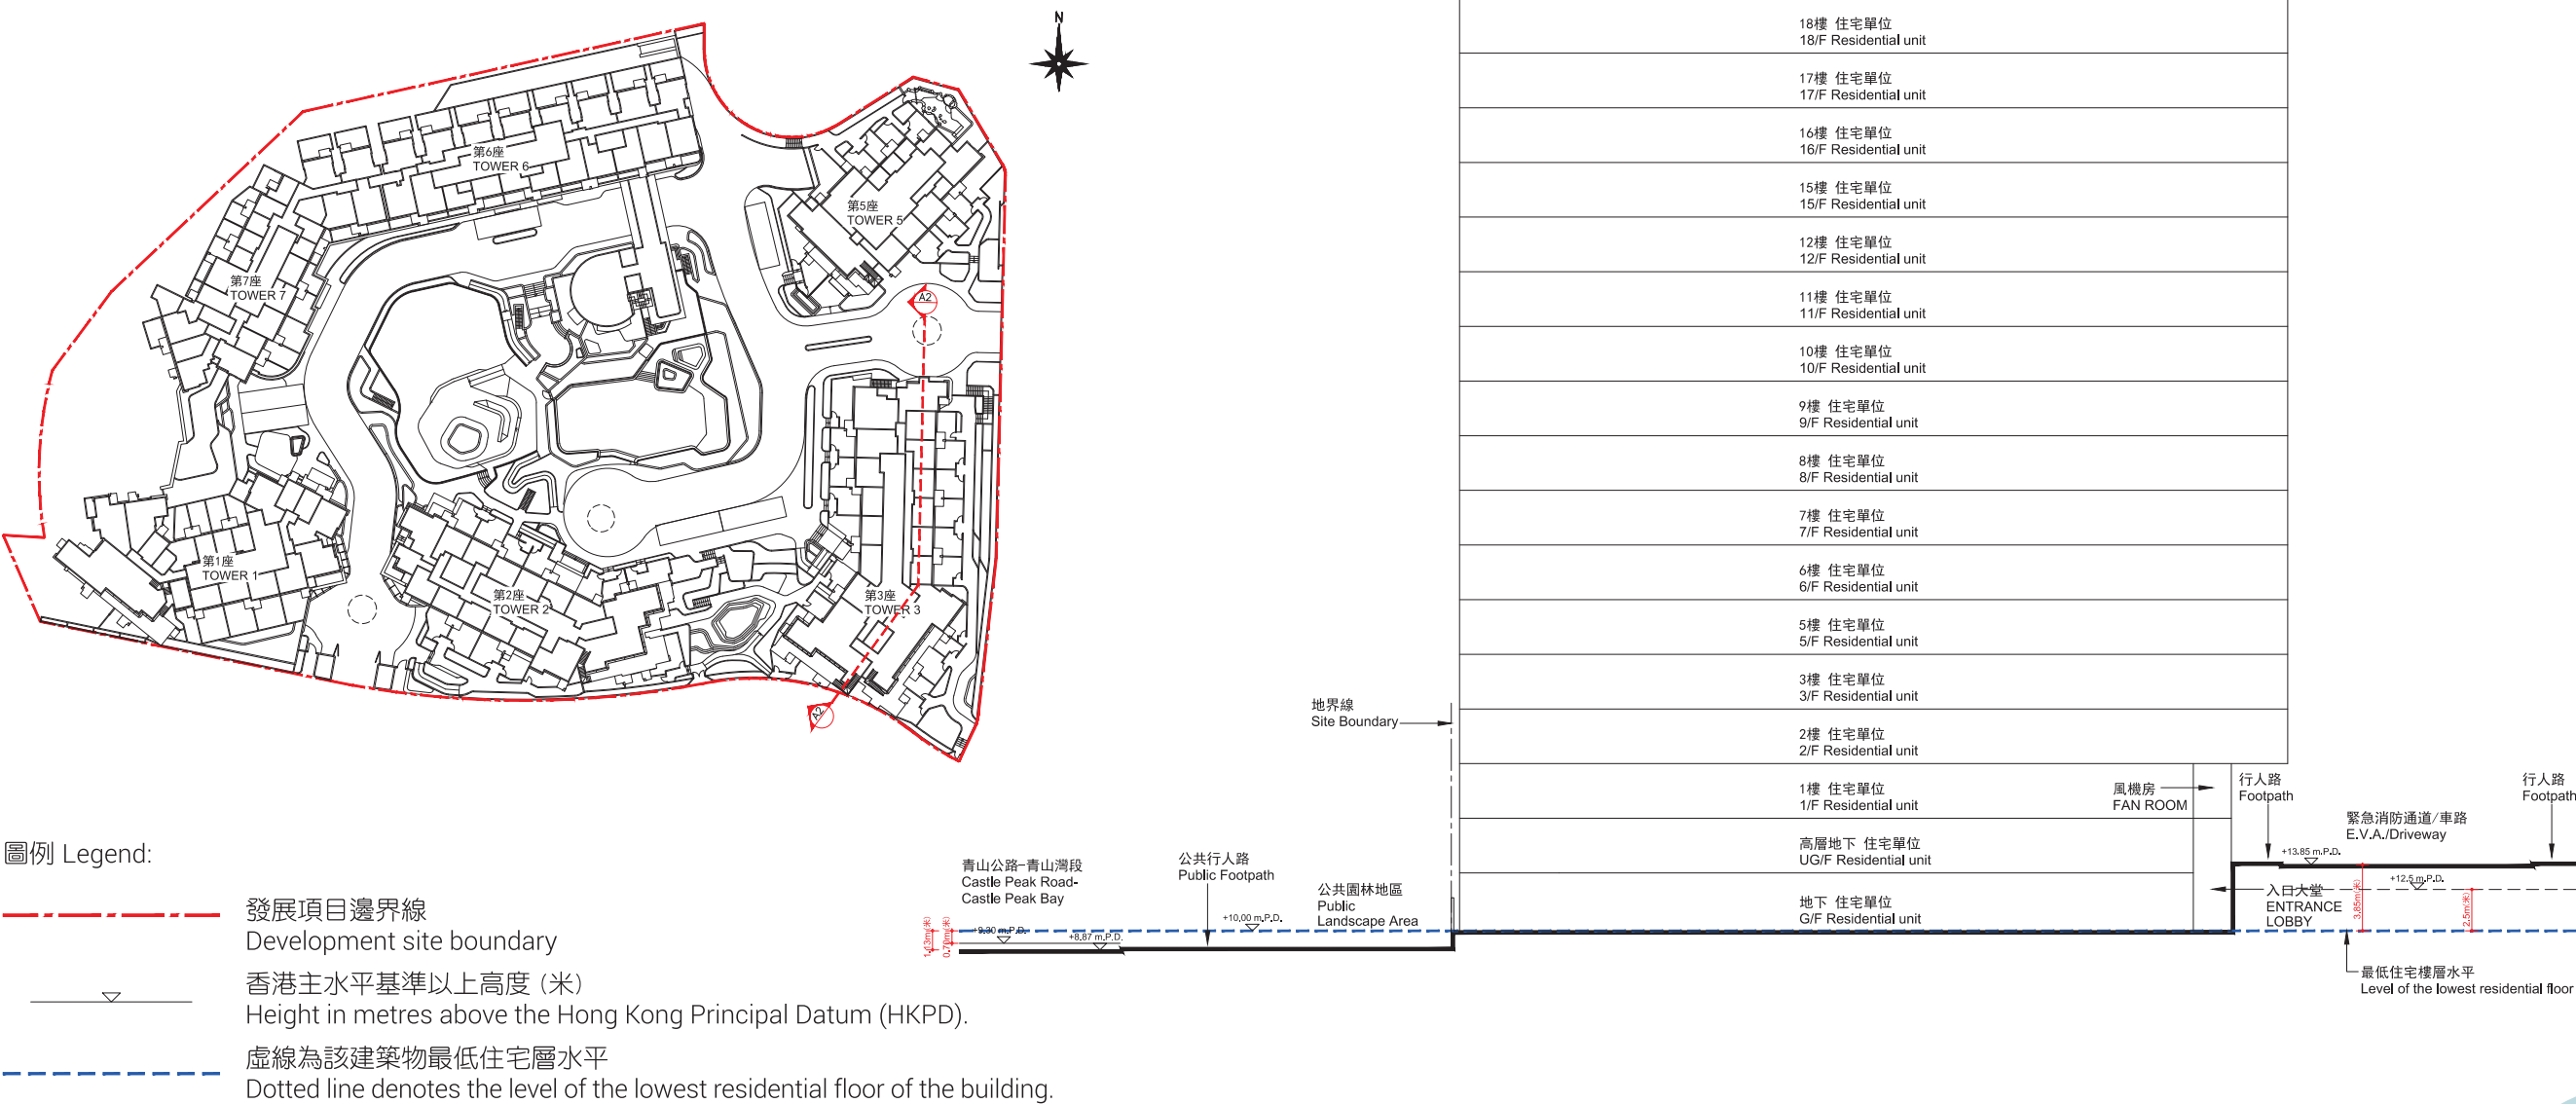 N
第6座
TOWER 6
第5座
TOWER 5
第7座
TOWER 7
A2
第1座
TOWER 1
第2座
TOWER 2
第3座
TOWER 3
A2
圖例 Legend:
發展項目邊界線
Development site boundary
香港主水平基準以上高度 (米)
Height in metres above the Hong Kong Principal Datum (HKPD).
虛線為該建築物最低住宅層水平
Dotted line denotes the level of the lowest residential floor of the building.
18樓 住宅單位
18/F Residential unit
17樓 住宅單位
17/F Residential unit
16樓 住宅單位
16/F Residential unit
15樓 住宅單位
15/F Residential unit
12樓 住宅單位
12/F Residential unit
11樓 住宅單位
11/F Residential unit
10樓 住宅單位
10/F Residential unit
9樓 住宅單位
9/F Residential unit
8樓 住宅單位
8/F Residential unit
7樓 住宅單位
7/F Residential unit
6樓 住宅單位
6/F Residential unit
5樓 住宅單位
5/F Residential unit
3樓 住宅單位
3/F Residential unit
2樓 住宅單位
2/F Residential unit
1樓 住宅單位
1/F Residential unit
高層地下 住宅單位
UG/F Residential unit
地下 住宅單位
G/F Residential unit
地界線
Site Boundary
風機房
FAN ROOM
行人路
Footpath
緊急消防通道/車路
E.V.A./Driveway
行人路
Footpath
青山公路-青山灣段
Castle Peak Road-
Castle Peak Bay
公共行人路
Public Footpath
公共園林地區
Public
Landscape Area
1.13m(米)
0.70m(米)
+9.30 m.P.D.
+8.87 m.P.D.
+10.00 m.P.D.
+13.85 m.P.D.
+12.5 m.P.D.
3.85m(米)
2.5m(米)
入口大堂
ENTRANCE
LOBBY
最低住宅樓層水平
Level of the lowest residential floor